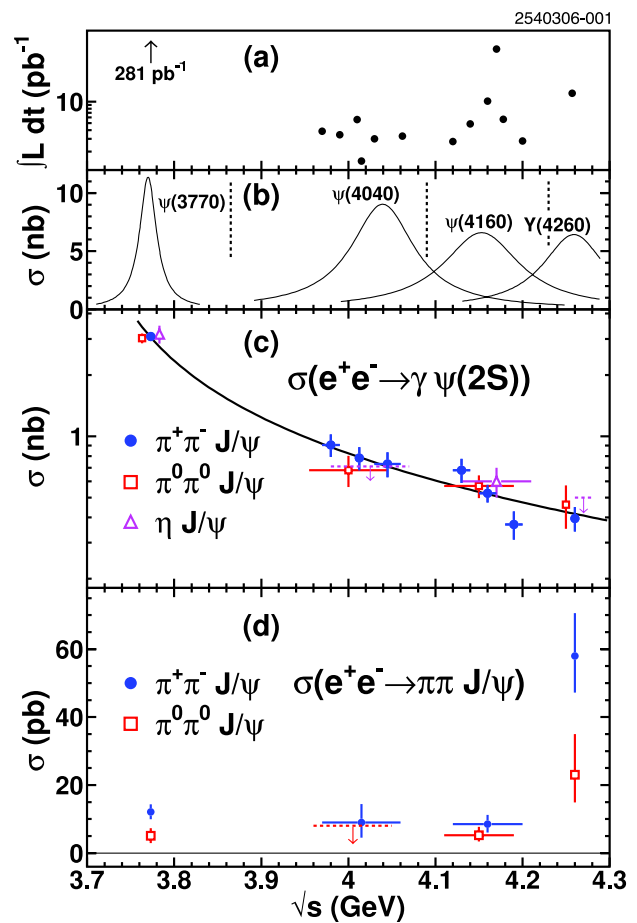 2540306-001
(a)
281 pb⁻¹
∫L dt (pb⁻¹)
10
(b)
ψ(3770)
ψ(4040)
ψ(4160)
Y(4260)
σ (nb)
10
5
0
(c)
σ(e⁺e⁻→γ ψ(2S))
σ (nb)
1
π⁺π⁻ J/ψ
π⁰π⁰ J/ψ
η J/ψ
(d)
σ(e⁺e⁻→ππ J/ψ)
π⁺π⁻ J/ψ
π⁰π⁰ J/ψ
σ (pb)
60
40
20
0
3.7 3.8 3.9 4 4.1 4.2 4.3
√s (GeV)